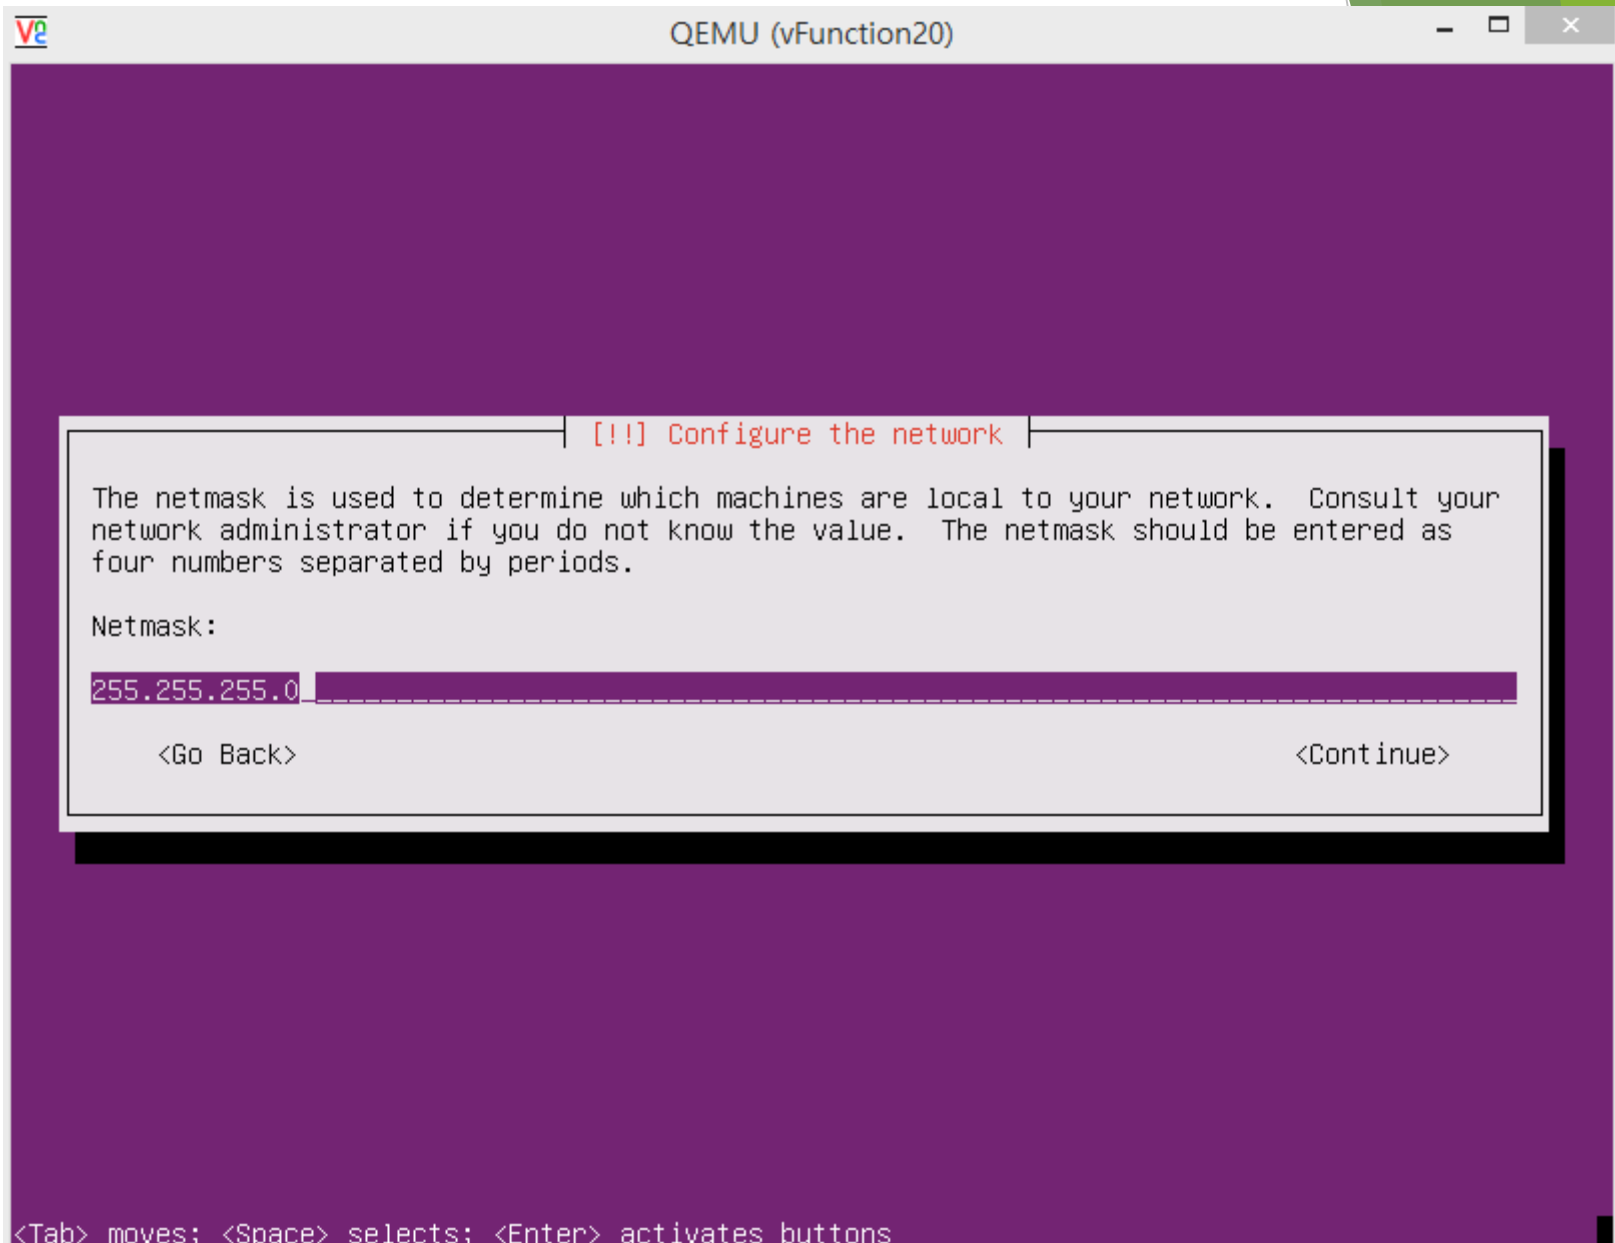 QEMU (vFunction20)
[!!] Configure the network
The netmask is used to determine which machines are local to your network.  Consult your
network administrator if you do not know the value.  The netmask should be entered as
four numbers separated by periods.
Netmask:
255.255.255.0
<Go Back> <Continue>
<Tab> moves; <Space> selects; <Enter> activates buttons